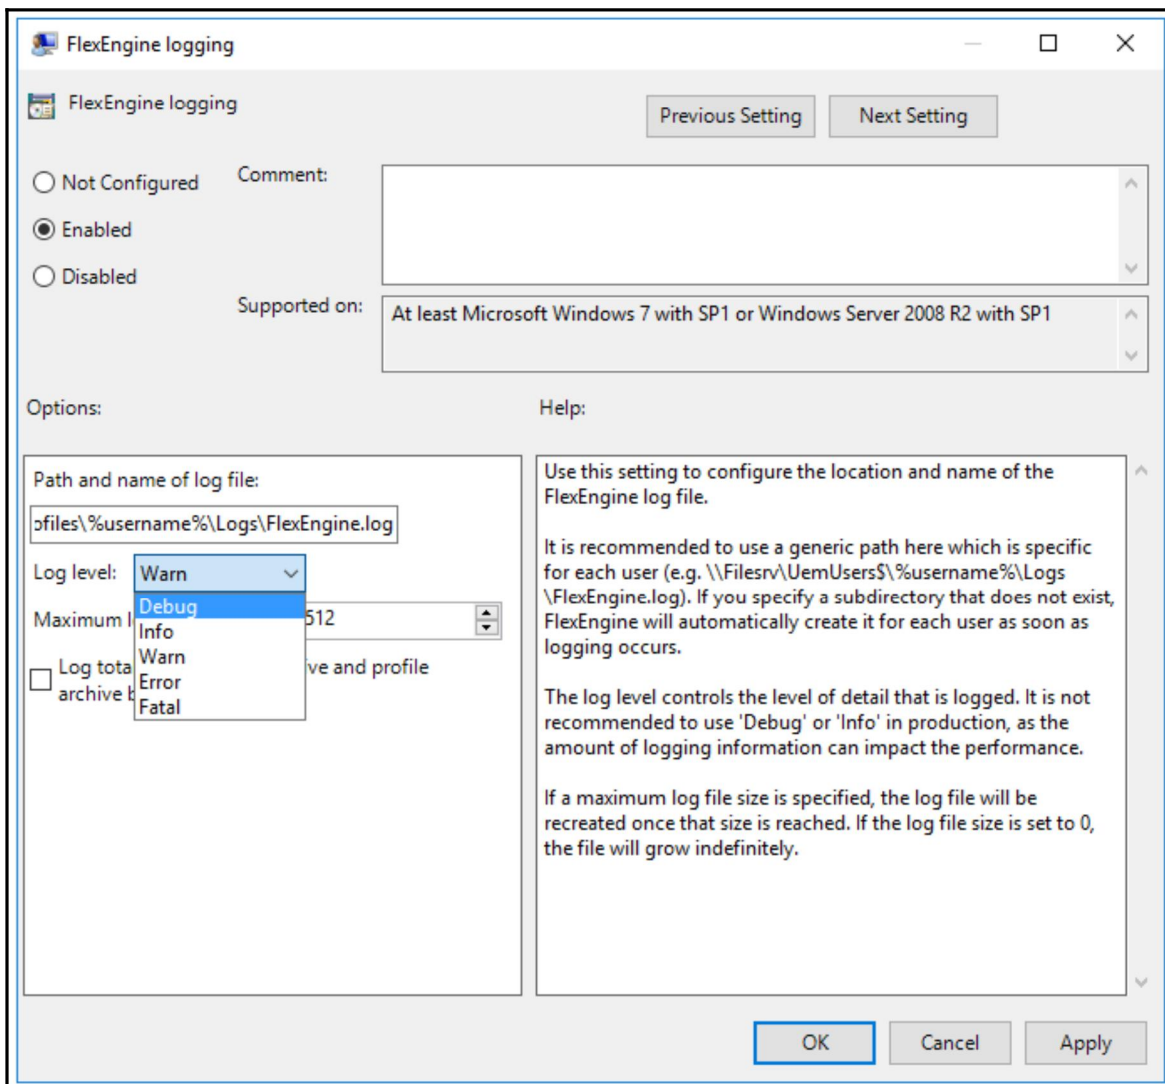 FlexEngine logging
FlexEngine logging
Previous Setting
Next Setting
Not Configured
Comment:
Enabled
Disabled
Supported on:
At least Microsoft Windows 7 with SP1 or Windows Server 2008 R2 with SP1
Options:
Help:
Path and name of log file:
ofiles\%username%\Logs\FlexEngine.log
Log level:
Warn
Debug
Info
Warn
Error
Fatal
Maximum
512
Log
and profile
archive
Use this setting to configure the location and name of the
FlexEngine log file.
It is recommended to use a generic path here which is specific
for each user (e.g. \\Filesrv\UemUsers$\%username%\Logs
\FlexEngine.log). If you specify a subdirectory that does not exist,
FlexEngine will automatically create it for each user as soon as
logging occurs.
The log level controls the level of detail that is logged. It is not
recommended to use 'Debug' or 'Info' in production, as the
amount of logging information can impact the performance.
If a maximum log file size is specified, the log file will be
recreated once that size is reached. If the log file size is set to 0,
the file will grow indefinitely.
OK
Cancel
Apply